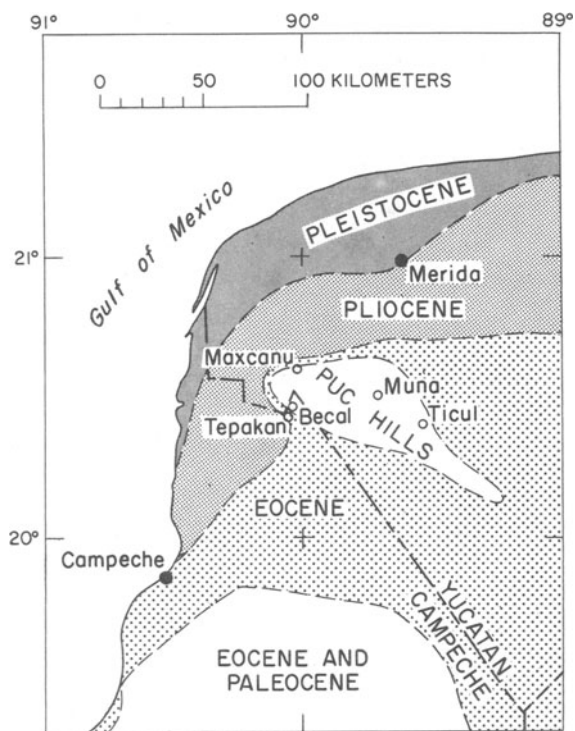 91°
90°
89°
0
50
100 KILOMETERS
Gulf of Mexico
PLEISTOCENE
21°
Merida
PLIOCENE
Maxcanu
PUC
HILLS
Muna
Ticul
Becal
Tepakan
EOCENE
20°
Campeche
YUCATAN
CAMPECHE
EOCENE AND
PALEOCENE